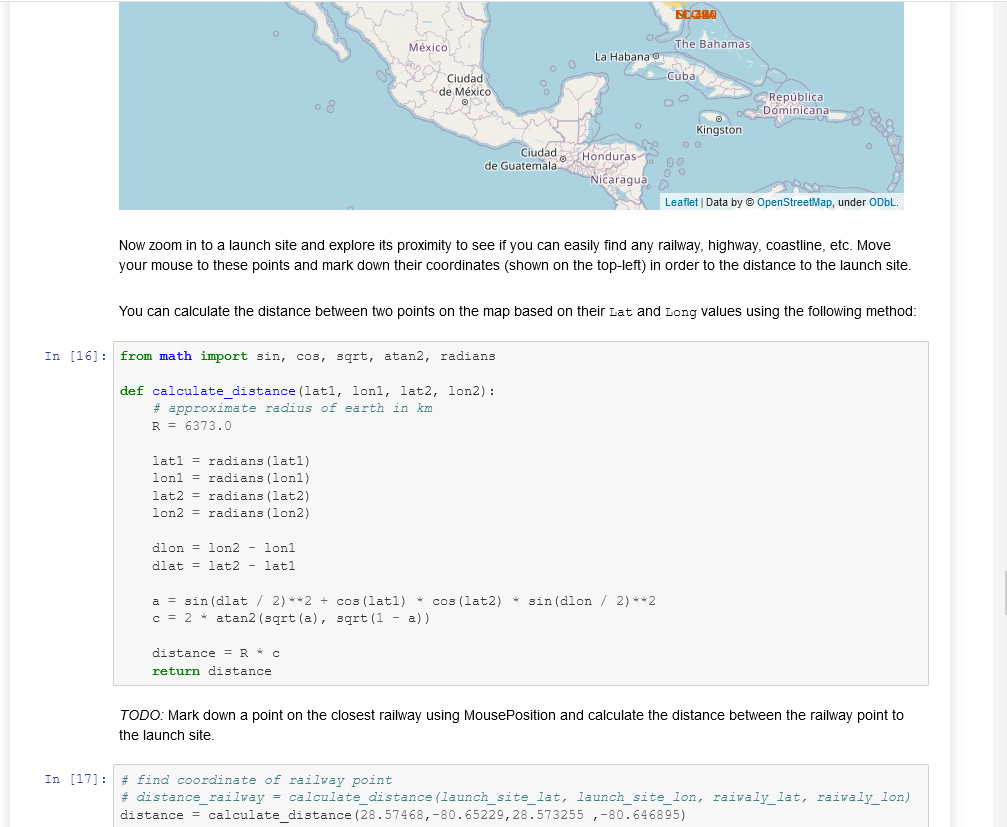 México
La Habana
The Bahamas
Cuba
Ciudad
de México
República
Dominicana
Kingston
Ciudad
de Guatemala
Honduras
Nicaragua
Leaflet | Data by © OpenStreetMap, under ODbL.
Now zoom in to a launch site and explore its proximity to see if you can easily find any railway, highway, coastline, etc. Move
your mouse to these points and mark down their coordinates (shown on the top-left) in order to the distance to the launch site.
You can calculate the distance between two points on the map based on their Lat and Long values using the following method:
In [16]: from math import sin, cos, sqrt, atan2, radians
def calculate_distance(lat1, lon1, lat2, lon2):
# approximate radius of earth in km
R = 6373.0
lat1 = radians(lat1)
lon1 = radians(lon1)
lat2 = radians(lat2)
lon2 = radians(lon2)
dlon = lon2 - lon1
dlat = lat2 - lat1
a = sin(dlat / 2)**2 + cos(lat1) * cos(lat2) * sin(dlon / 2)**2
c = 2 * atan2(sqrt(a), sqrt(1 - a))
distance = R * c
return distance
TODO: Mark down a point on the closest railway using MousePosition and calculate the distance between the railway point to
the launch site.
In [17]: # find coordinate of railway point
# distance_railway = calculate_distance(launch_site_lat, launch_site_lon, raiwaly_lat, raiwaly_lon)
distance = calculate_distance(28.57468,-80.65229,28.573255 ,-80.646895)